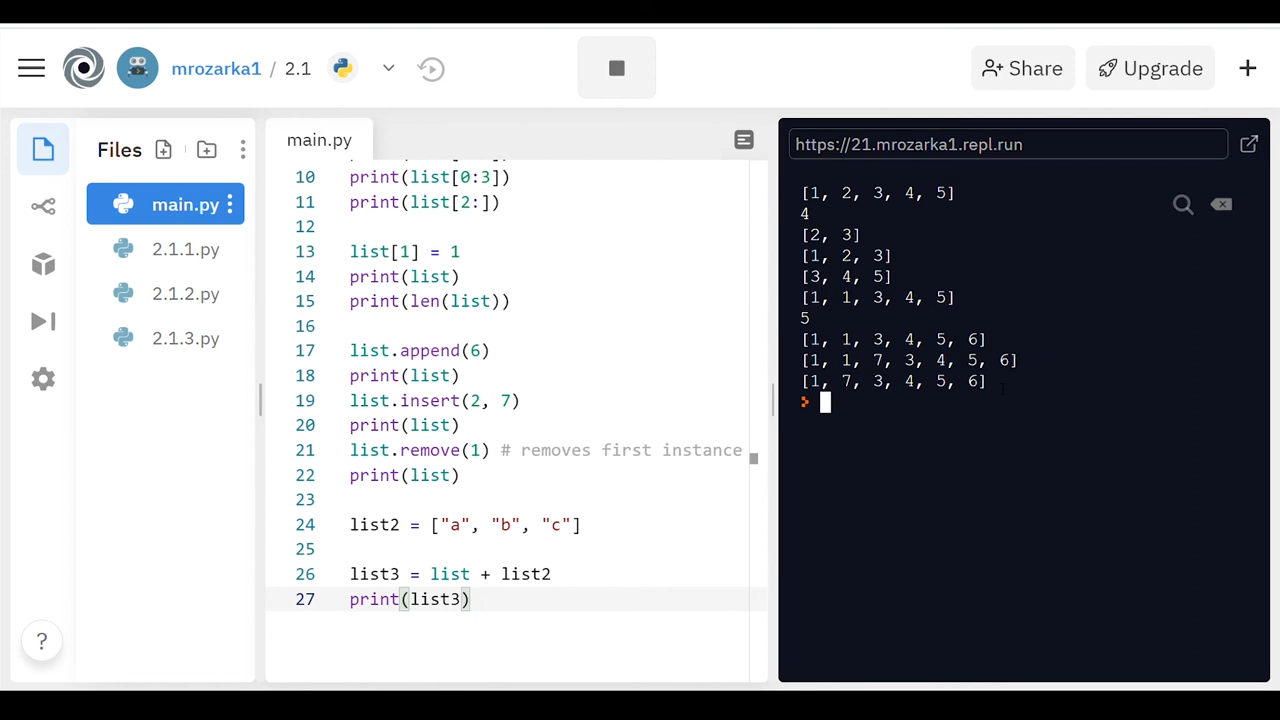 mrozarka1 / 2.1
Share
Upgrade
Files
main.py
2.1.1.py
2.1.2.py
2.1.3.py
?
main.py
10 print(list[0:3])
11 print(list[2:])
12
13 list[1] = 1
14 print(list)
15 print(len(list))
16
17 list.append(6)
18 print(list)
19 list.insert(2, 7)
20 print(list)
21 list.remove(1) # removes first instance
22 print(list)
23
24 list2 = ["a", "b", "c"]
25
26 list3 = list + list2
27 print(list3)
https://21.mrozarka1.repl.run
[1, 2, 3, 4, 5]
4
[2, 3]
[1, 2, 3]
[3, 4, 5]
[1, 1, 3, 4, 5]
5
[1, 1, 3, 4, 5, 6]
[1, 1, 7, 3, 4, 5, 6]
[1, 7, 3, 4, 5, 6]